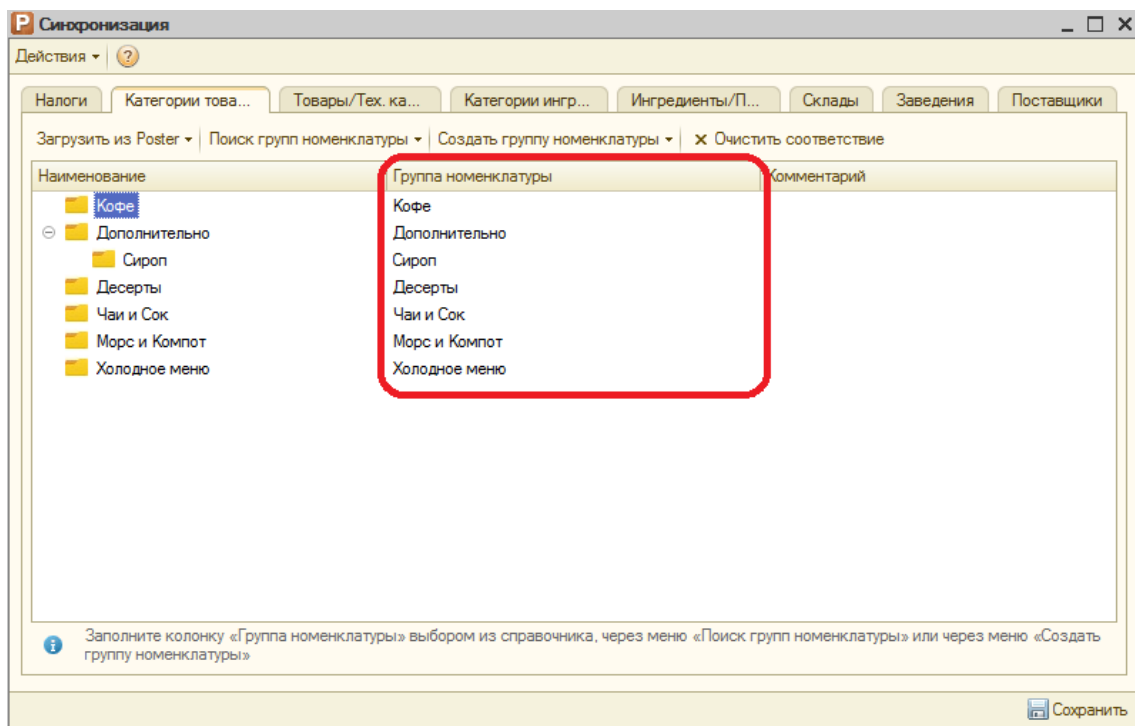 P Синхронизация
Действия ?
Налоги Категории това... Товары/Тех. ка... Категории ингр... Ингредиенты/П... Склады Заведения Поставщики
Загрузить из Poster Поиск групп номенклатуры Создать группу номенклатуры Очистить соответствие
Наименование Группа номенклатуры Комментарий
Кофе Кофе
Дополнительно Дополнительно
Сироп Сироп
Десерты Десерты
Чаи и Сок Чаи и Сок
Морс и Компот Морс и Компот
Холодное меню Холодное меню
Заполните колонку «Группа номенклатуры» выбором из справочника, через меню «Поиск групп номенклатуры» или через меню «Создать
группу номенклатуры»
Сохранить